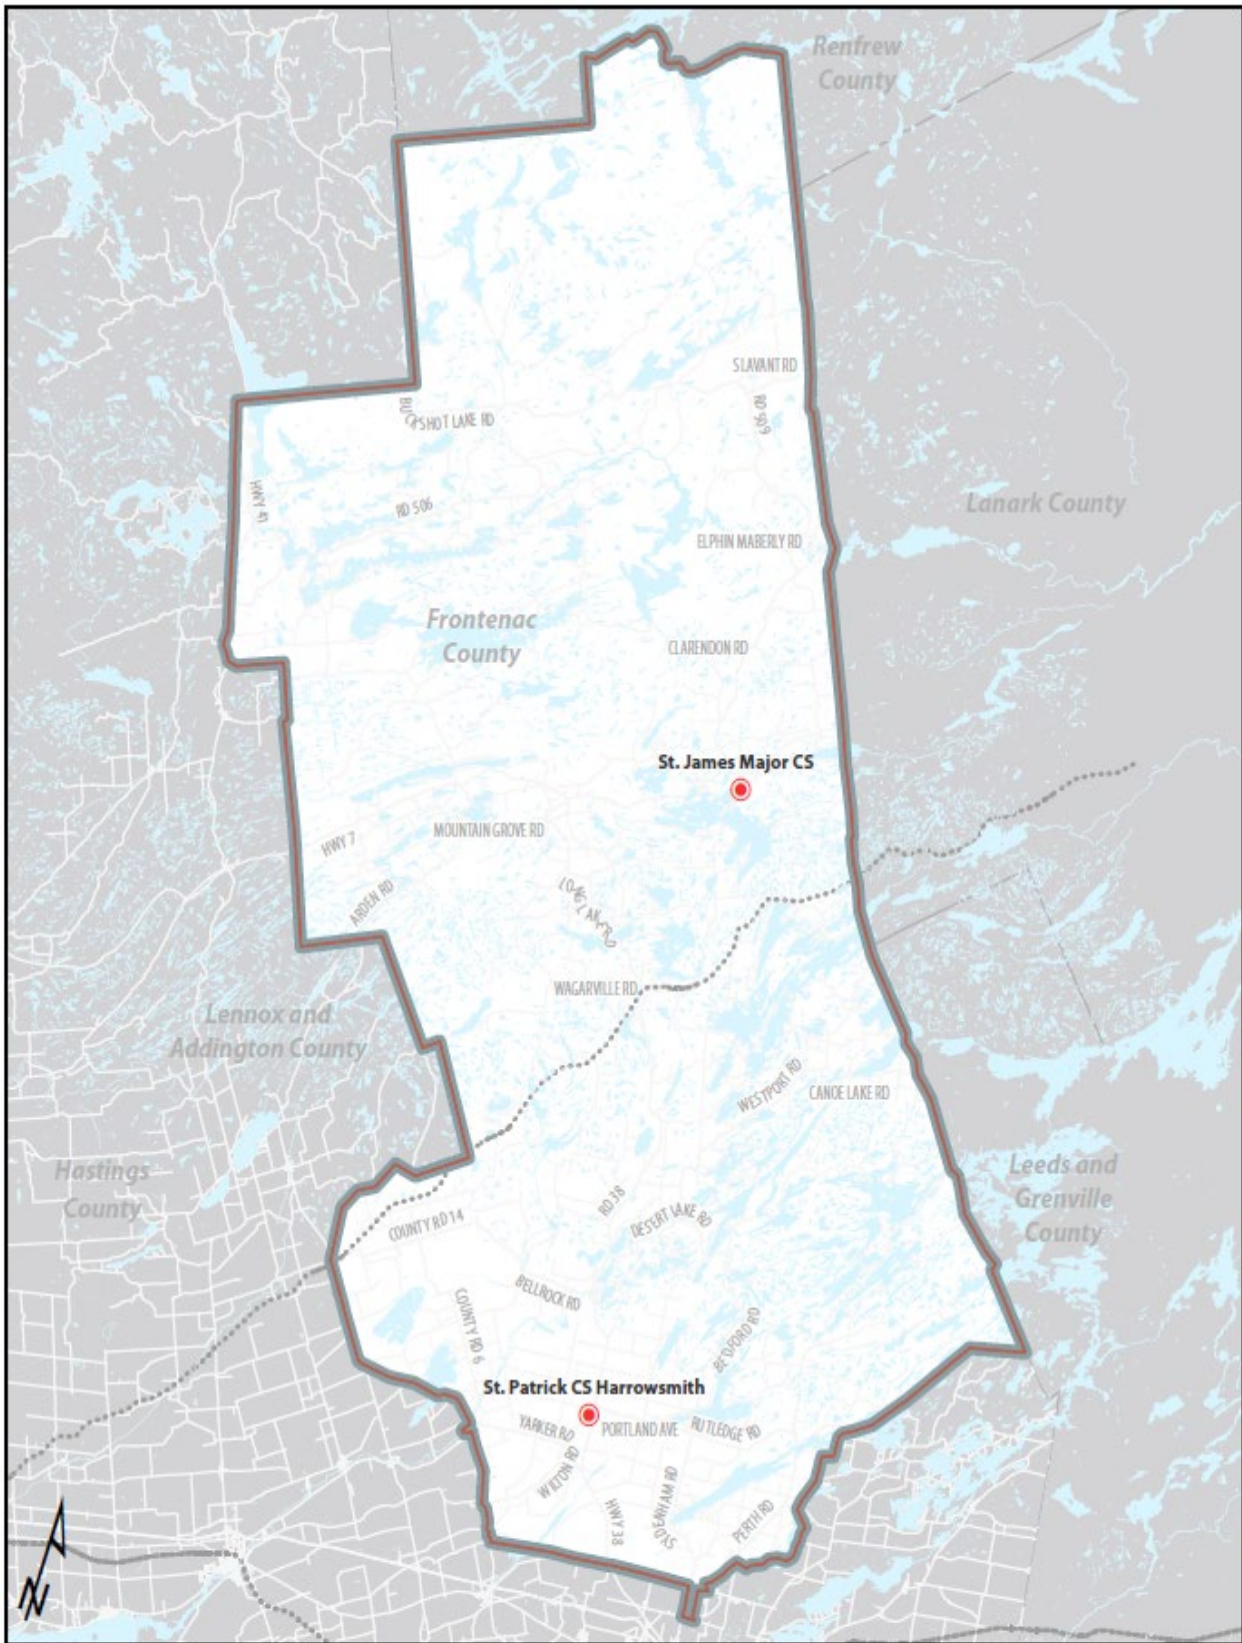 Renfrew
County
SLAVANT RD
RD 509
BUCKSHOT LAKE RD
HWY 41
RD 506
Lanark County
ELPHIN MABERLY RD
Frontenac
County
CLARENDON RD
St. James Major CS
MOUNTAIN GROVE RD
HWY 7
ARDEN RD
LONG LAKE RD
WAGARVILLE RD
Lennox and
Addington County
WESTPORT RD
CANOE LAKE RD
Hastings
County
Leeds and
Grenville
County
RD 38
DESERT LAKE RD
COUNTY RD 14
BELLROCK RD
COUNTY RD 6
BEDFORD RD
St. Patrick CS Harrowsmith
YARKER RD
PORTLAND AVE
RUTLEDGE RD
WILTON RD
HWY 38
SYDENHAM RD
PERTH RD
N